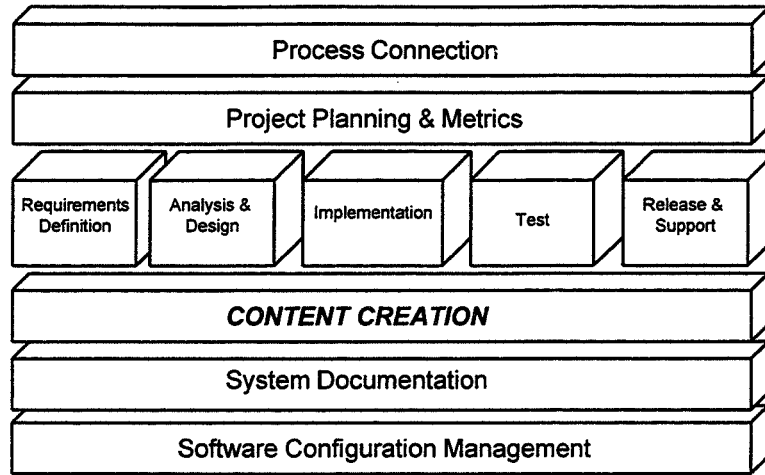 Process Connection
Project Planning & Metrics
Requirements
Definition
Analysis &
Design
Implementation
Test
Release &
Support
CONTENT CREATION
System Documentation
Software Configuration Management